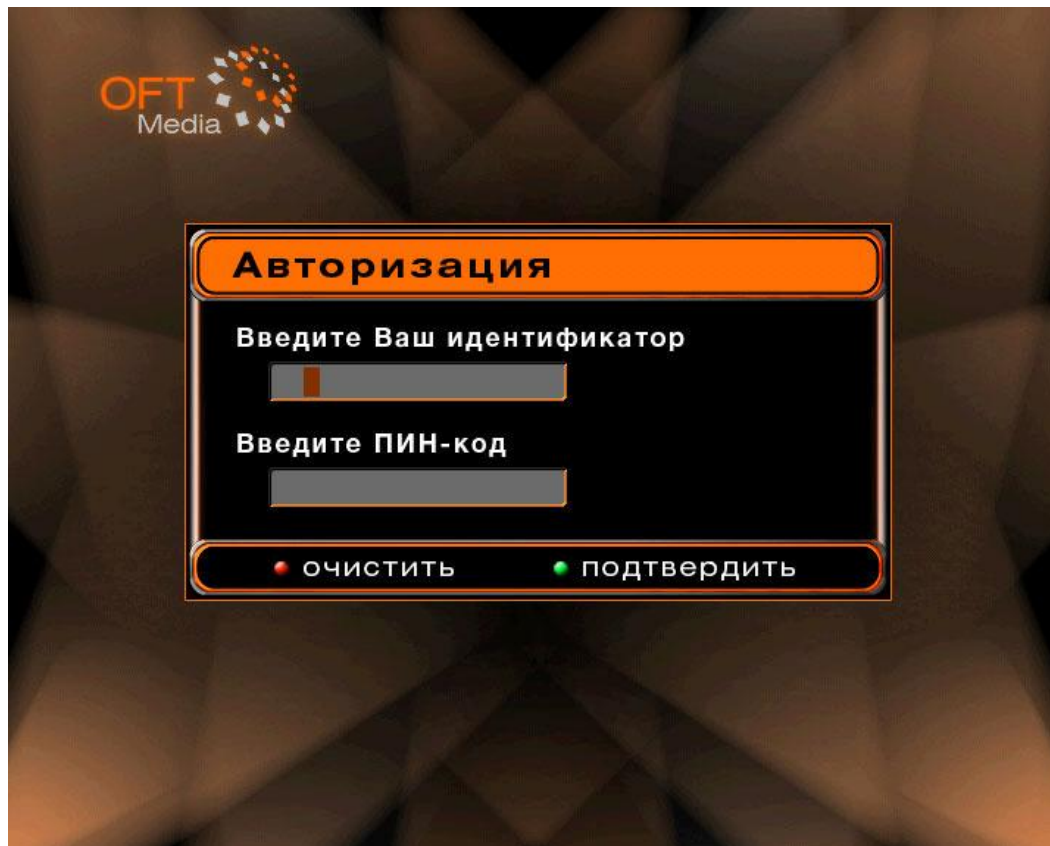 OFT
Media
Авторизация
Введите Ваш идентификатор
Введите ПИН-код
очистить подтвердить